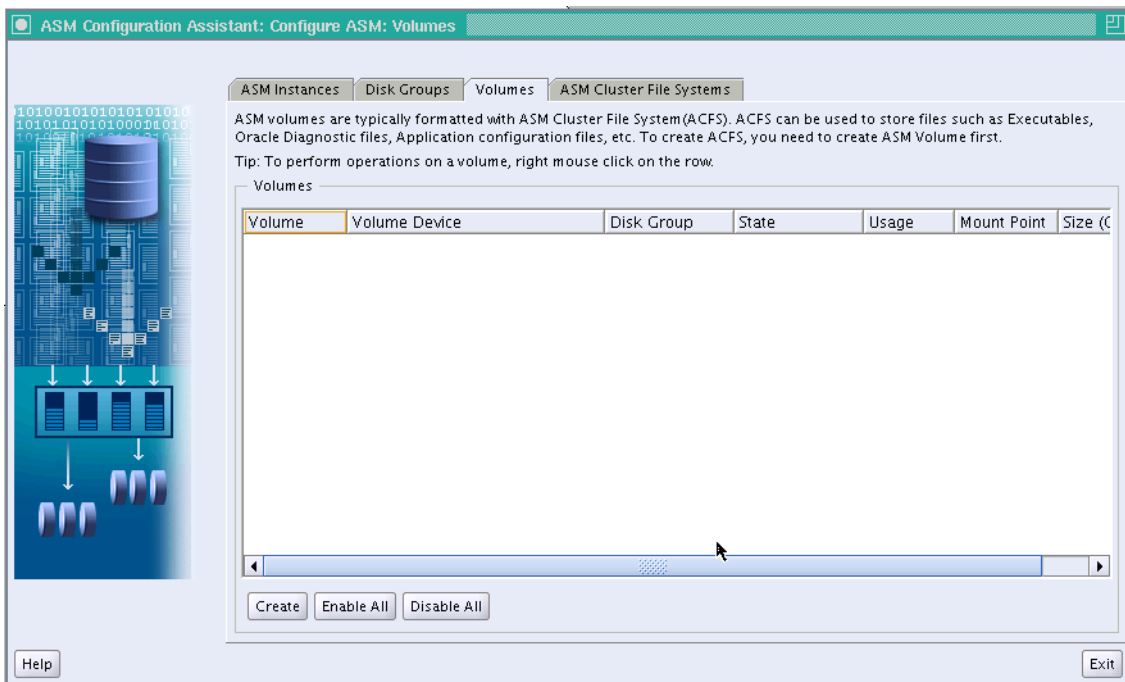 ASM Configuration Assistant: Configure ASM: Volumes
ASM Instances
Disk Groups
Volumes
ASM Cluster File Systems
ASM volumes are typically formatted with ASM Cluster File System(ACFS). ACFS can be used to store files such as Executables,
Oracle Diagnostic files, Application configuration files, etc. To create ACFS, you need to create ASM Volume first.
Tip: To perform operations on a volume, right mouse click on the row.
Volumes
Volume
Volume Device
Disk Group
State
Usage
Mount Point
Size (
Create
Enable All
Disable All
Help
Exit